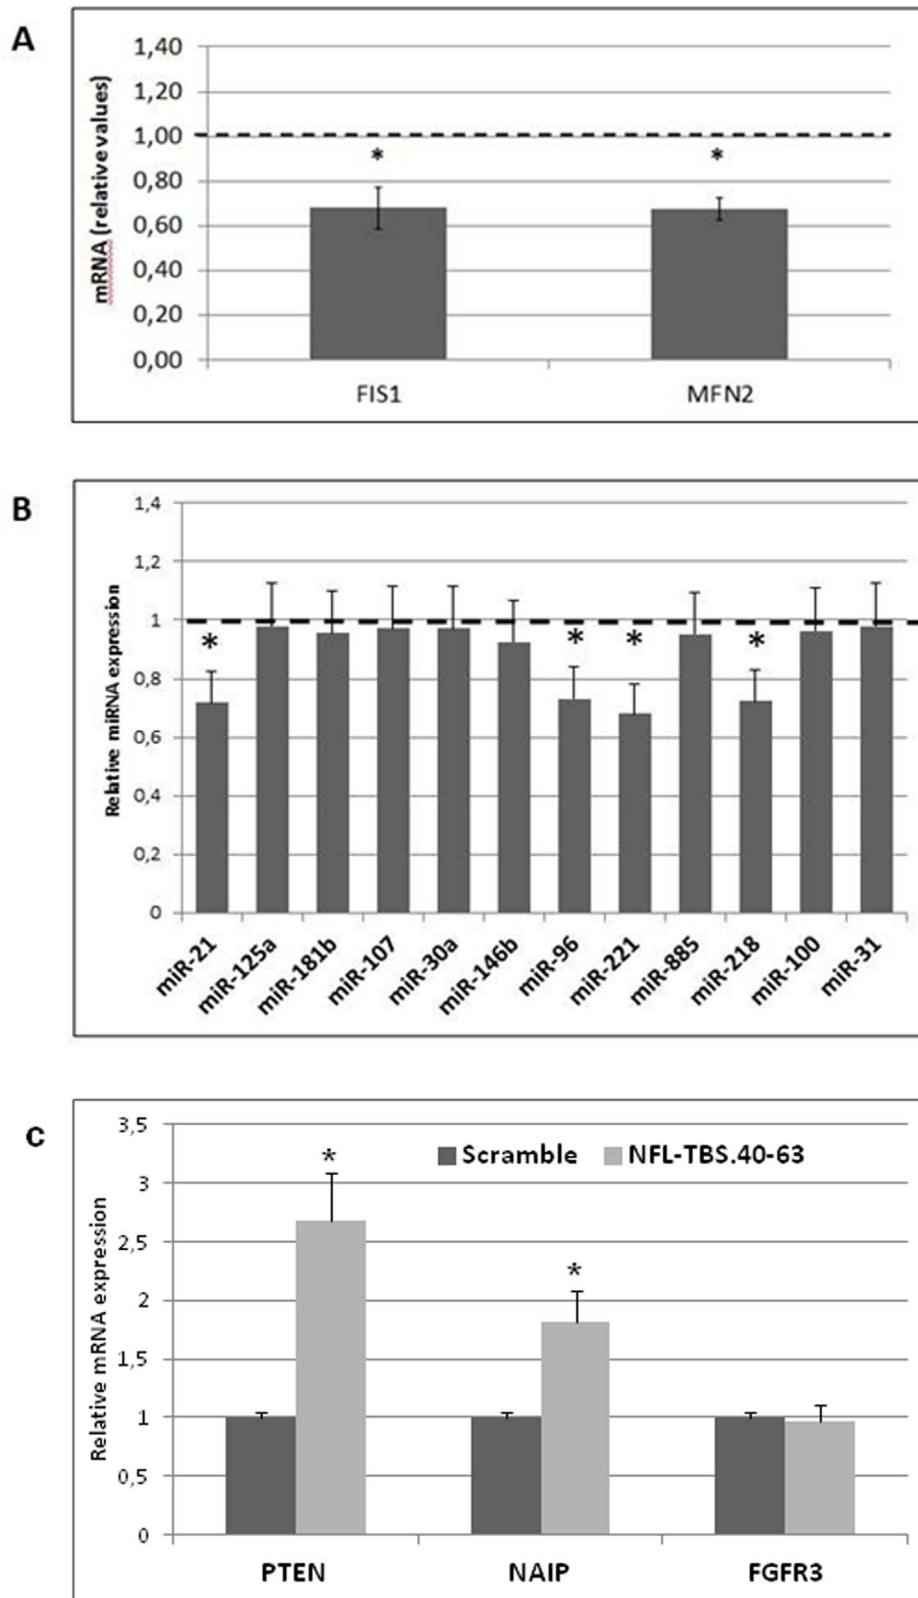 A
mRNA (relative values)
1,40
1,20
1,00
0,80
0,60
0,40
0,20
0,00
*
*
FIS1
MFN2
B
Relative miRNA expression
1,4
1,2
1
0,8
0,6
0,4
0,2
0
*
*
*
*
miR-21
miR-125a
miR-181b
miR-107
miR-30a
miR-146b
miR-96
miR-221
miR-885
miR-218
miR-100
miR-31
C
Relative mRNA expression
3,5
3
2,5
2
1,5
1
0,5
0
Scramble
NFL-TBS.40-63
*
*
PTEN
NAIP
FGFR3